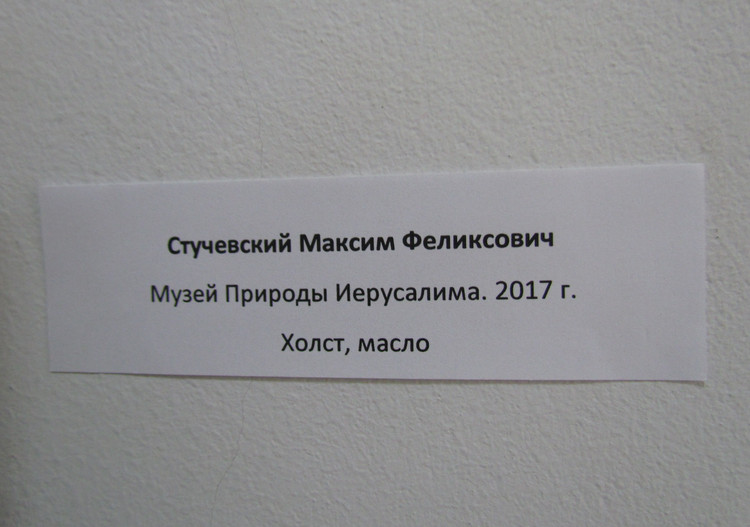 Стучевский Максим Феликсович
Музей Природы Иерусалима. 2017 г.
Холст, масло